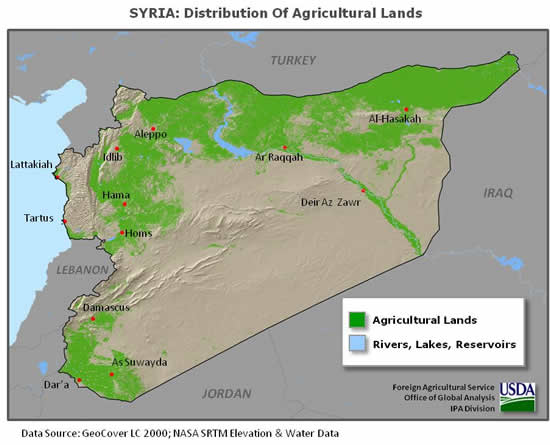 SYRIA: Distribution Of Agricultural Lands
TURKEY
Al-Hasakah
Aleppo
Idlib
Ar Raqqah
Lattakiah
Hama
Deir Az Zawr
IRAQ
Tartus
Homs
LEBANON
Damascus
Agricultural Lands
Rivers, Lakes, Reservoirs
As Suwayda
Dar'a
JORDAN
Foreign Agricultural Service
Office of Global Analysis
IPA Division
USDA
Data Source: GeoCover LC 2000; NASA SRTM Elevation & Water Data